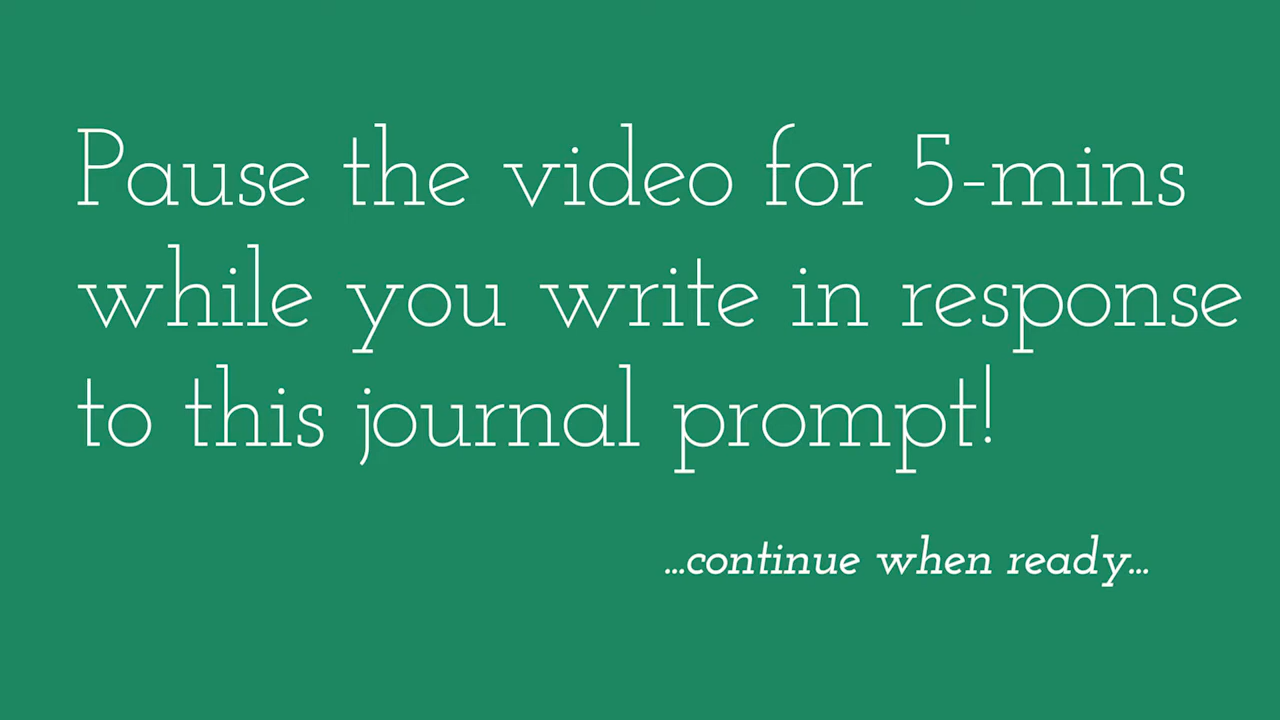 Pause the video for 5-mins
while you write in response
to this journal prompt!
...continue when ready...